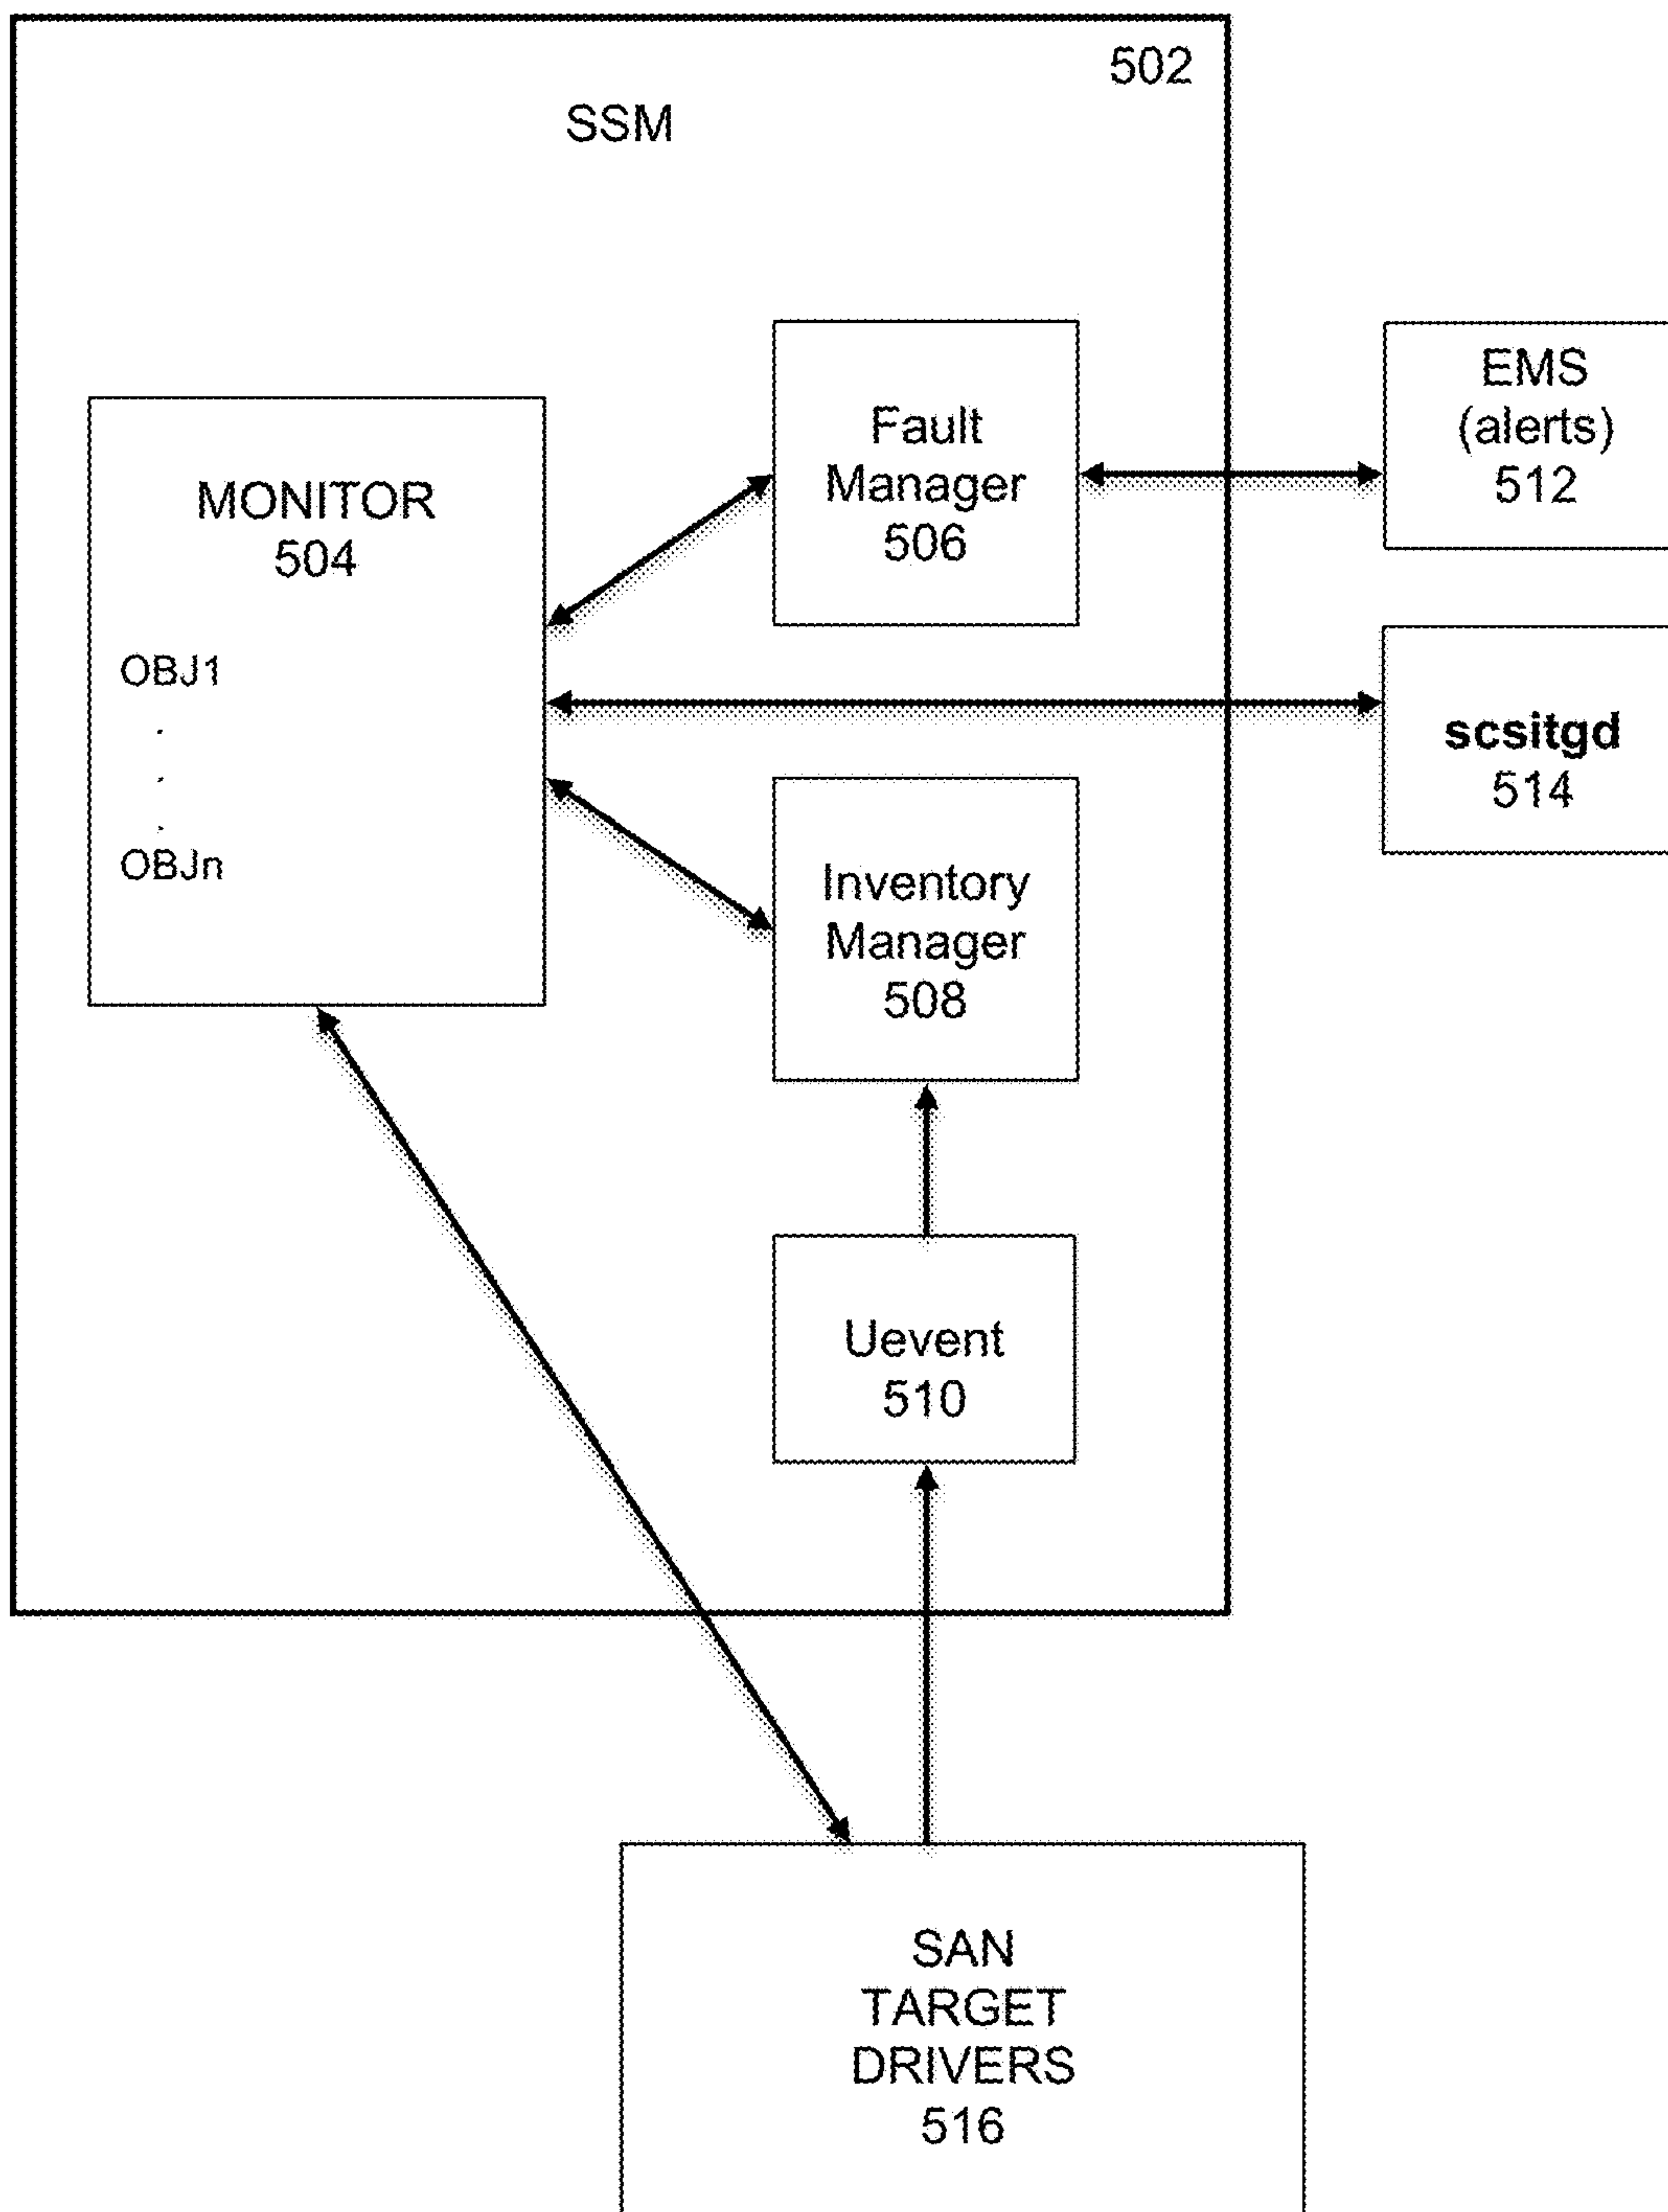 502
SSM
MONITOR
504
OBJ1
.
.
.
OBJn
Fault
Manager
506
EMS
(alerts)
512
scsitgd
514
Inventory
Manager
508
Uevent
510
SAN
TARGET
DRIVERS
516